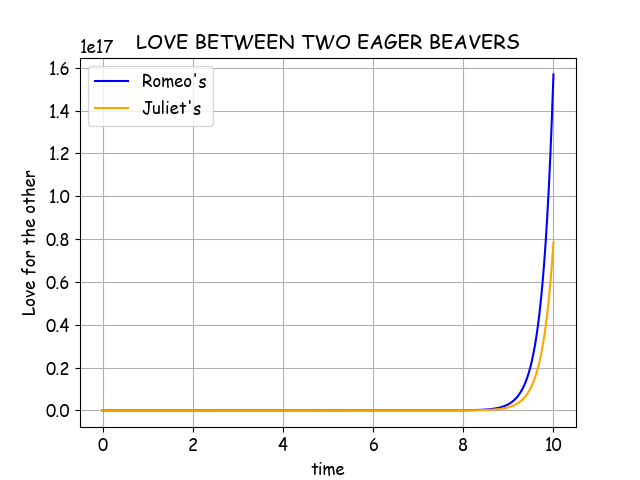 LOVE BETWEEN TWO EAGER BEAVERS
1e17
Romeo's
Juliet's
Love for the other
1.6
1.4
1.2
1.0
0.8
0.6
0.4
0.2
0.0
0 2 4 6 8 10
time